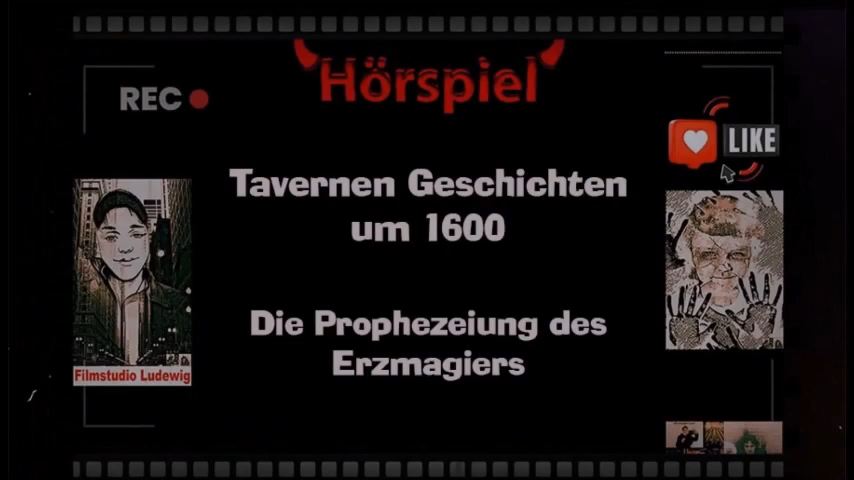 Hörspiel
REC
LIKE
Tavernen Geschichten
um 1600
Die Prophezeiung des
Erzmagiers
Filmstudio Ludewig